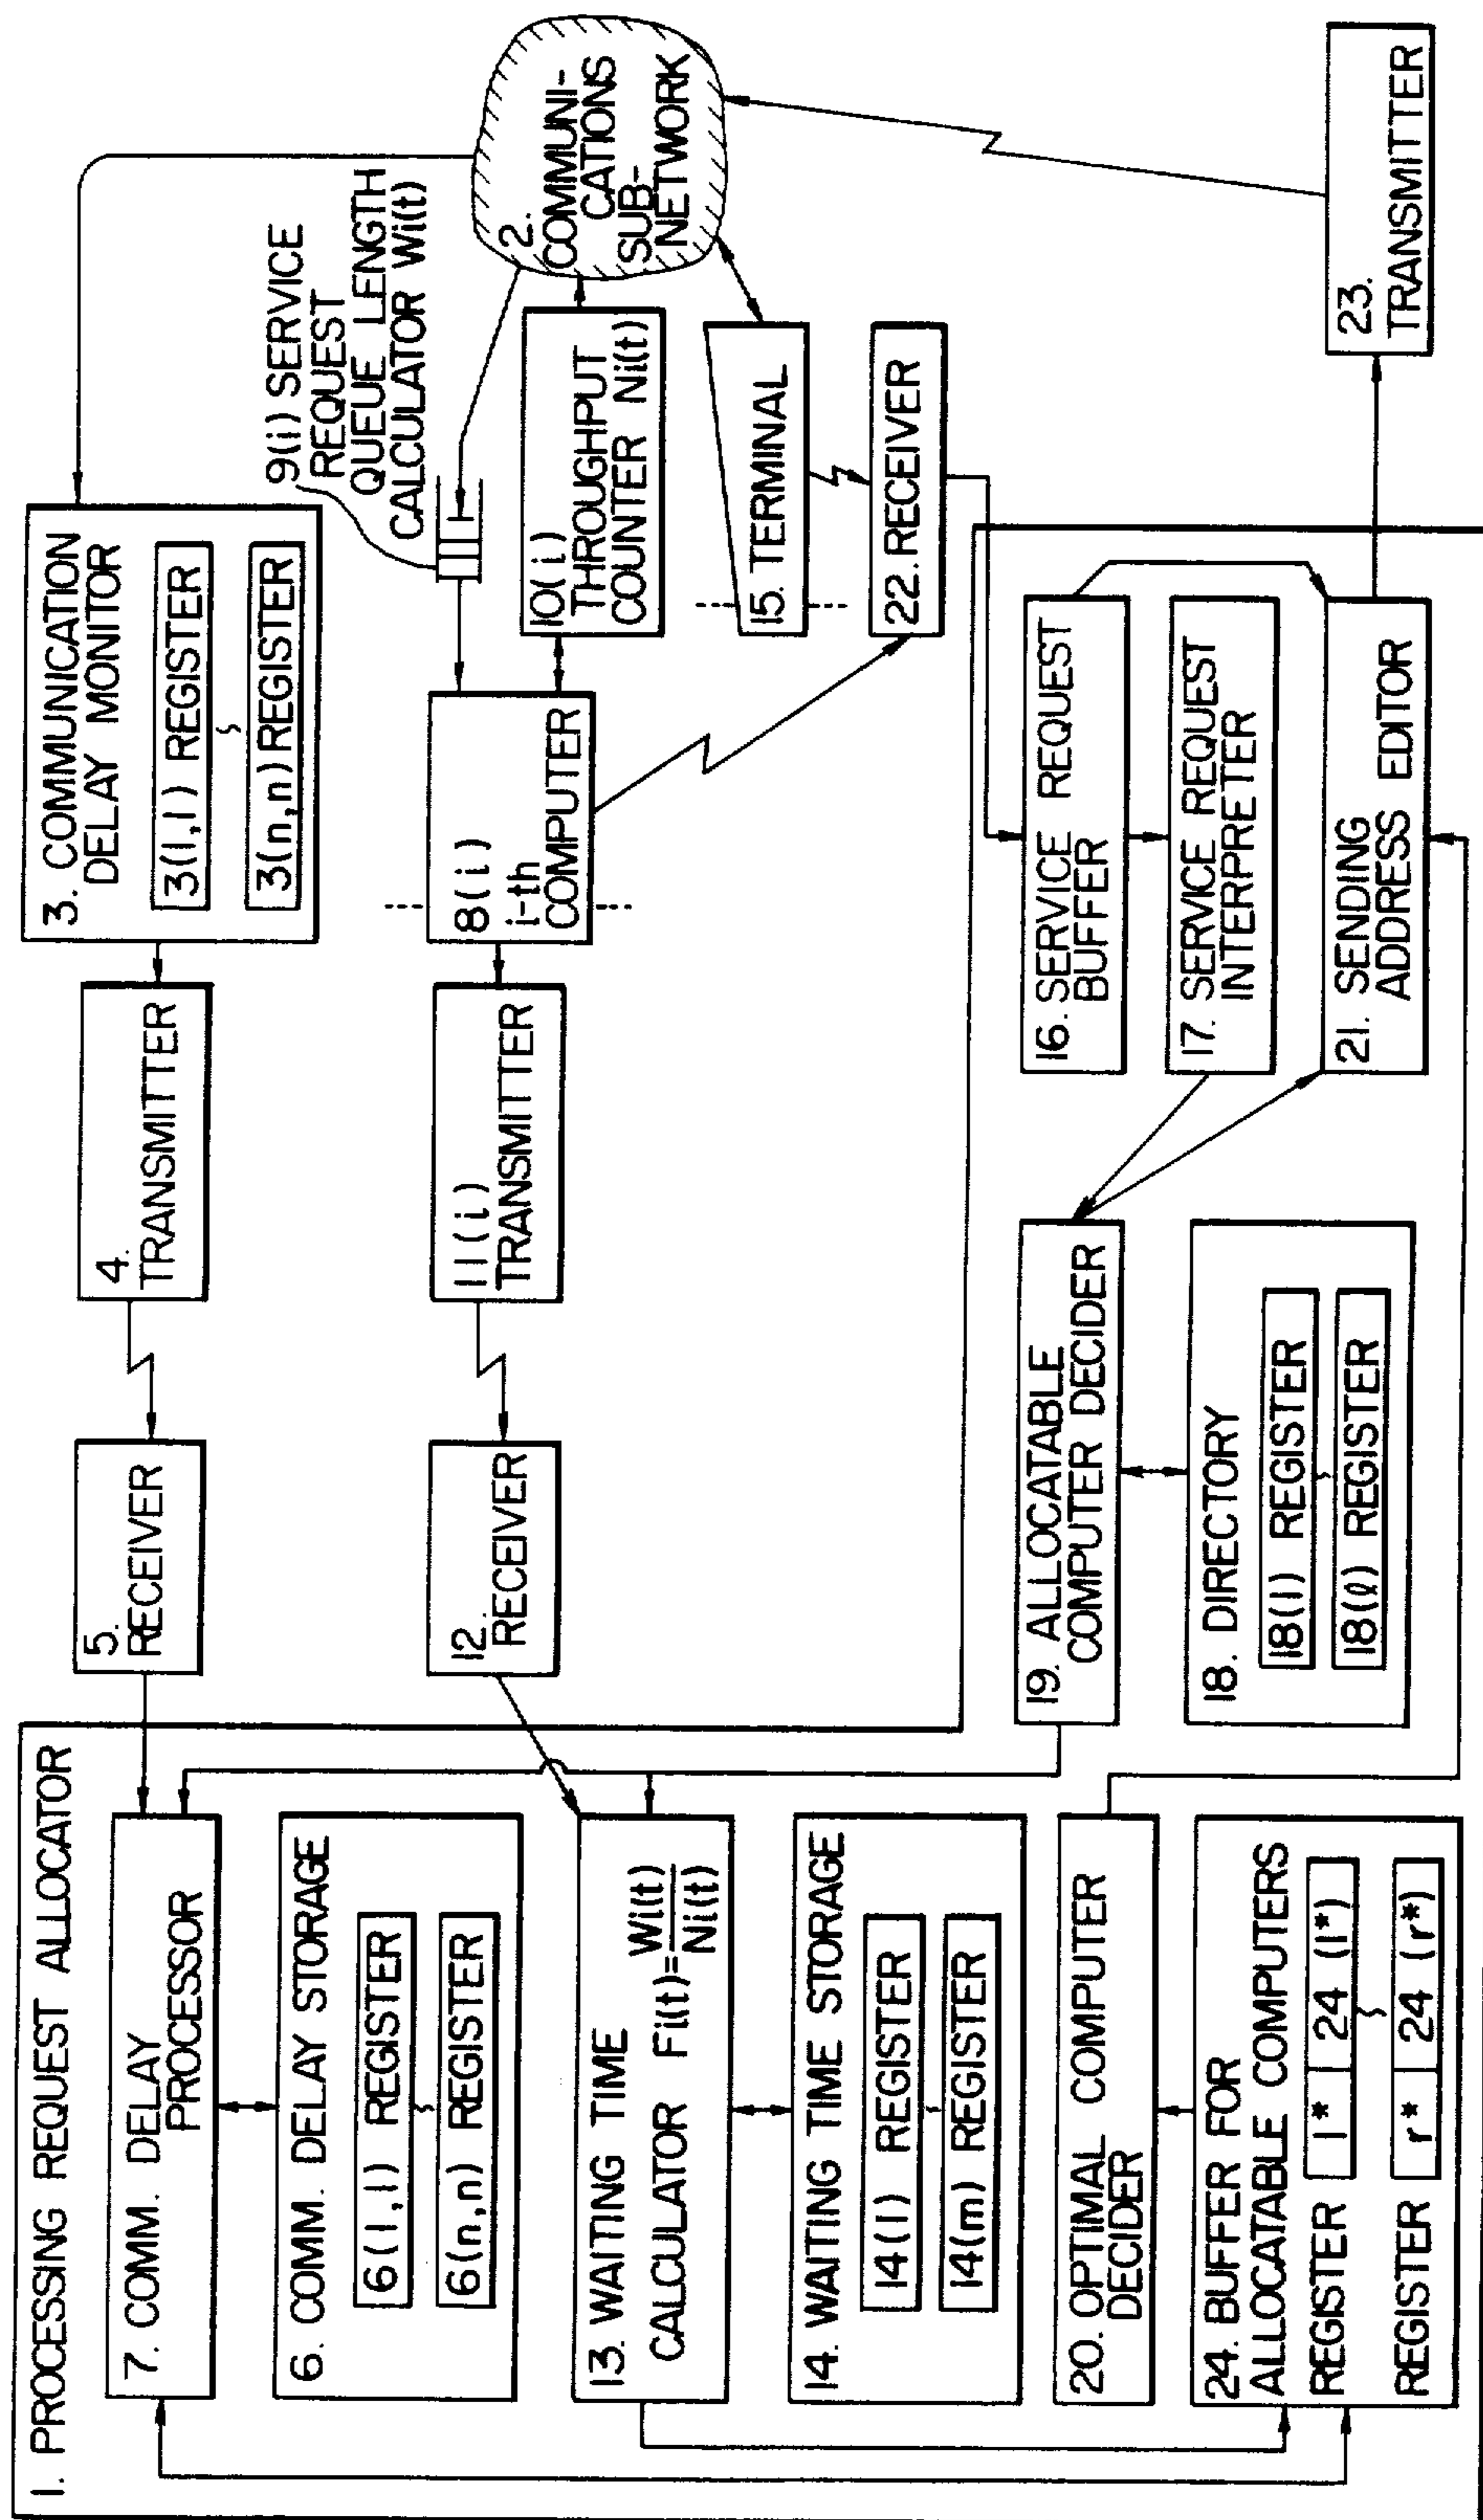 1. PROCESSING REQUEST ALLOCATOR
7. COMM. DELAY
PROCESSOR
6. COMM. DELAY STORAGE
6(1,1) REGISTER
6(n,n) REGISTER
13. WAITING TIME
CALCULATOR Fi(t)=Wi(t)/Ni(t)
14. WAITING TIME STORAGE
14(1) REGISTER
14(m) REGISTER
20. OPTIMAL COMPUTER
DECIDER
24. BUFFER FOR
ALLOCATABLE COMPUTERS
REGISTER 1* 24 (1*)
REGISTER r* 24 (r*)
5.
RECEIVER
12.
RECEIVER
19. ALLOCATABLE
COMPUTER DECIDER
18. DIRECTORY
18(1) REGISTER
18(ℓ) REGISTER
4.
TRANSMITTER
11(i)
TRANSMITTER
3. COMMUNICATION
DELAY MONITOR
3(1,1) REGISTER
3(n,n) REGISTER
8(i)
i-th
COMPUTER
16. SERVICE REQUEST
BUFFER
17. SERVICE REQUEST
INTERPRETER
21. SENDING
ADDRESS EDITOR
9(i) SERVICE
REQUEST
QUEUE LENGTH
CALCULATOR Wi(t)
10(i)
THROUGHPUT
COUNTER Ni(t)
15. TERMINAL
22. RECEIVER
2.
COMMUNI-
CATIONS
SUB-
NETWORK
23.
TRANSMITTER